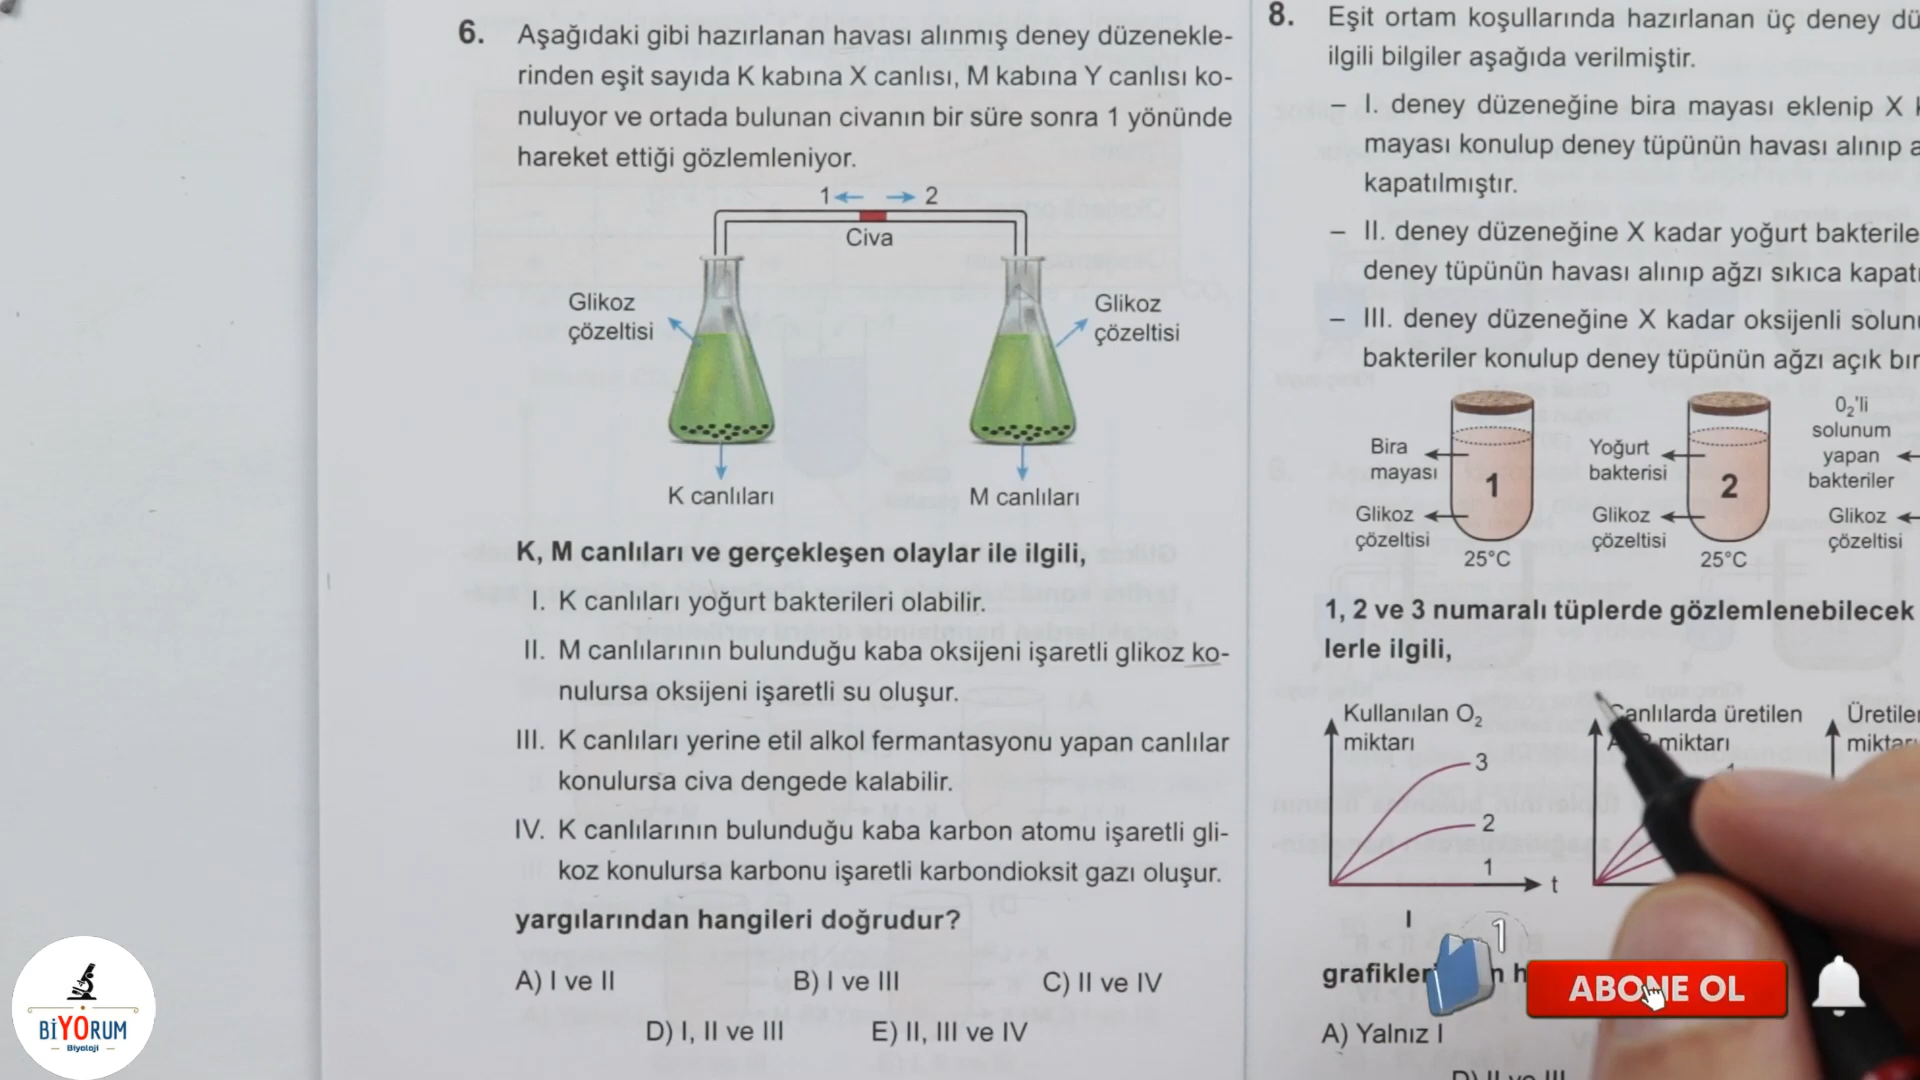 6. Aşağıdaki gibi hazırlanan havası alınmış deney düzenekle-
rinden eşit sayıda K kabına X canlısı, M kabına Y canlısı ko-
nuluyor ve ortada bulunan civanın bir süre sonra 1 yönünde
hareket ettiği gözlemleniyor.
1 2
Civa
Glikoz
çözeltisi
Glikoz
çözeltisi
K canlıları
M canlıları
K, M canlıları ve gerçekleşen olaylar ile ilgili,
I. K canlıları yoğurt bakterileri olabilir.
II. M canlılarının bulunduğu kaba oksijeni işaretli glikoz ko-
nulursa oksijeni işaretli su oluşur.
III. K canlıları yerine etil alkol fermantasyonu yapan canlılar
konulursa civa dengede kalabilir.
IV. K canlılarının bulunduğu kaba karbon atomu işaretli gli-
koz konulursa karbonu işaretli karbondioksit gazı oluşur.
yargılarından hangileri doğrudur?
A) I ve II B) I ve III C) II ve IV
D) I, II ve III E) II, III ve IV
8. Eşit ortam koşullarında hazırlanan üç deney
ilgili bilgiler aşağıda verilmiştir.
– I. deney düzeneğine bira mayası eklenip X
mayası konulup deney tüpünün havası alınıp
kapatılmıştır.
– II. deney düzeneğine X kadar yoğurt
deney tüpünün havası alınıp ağzı sıkıca
– III. deney düzeneğine X kadar oksijenli
bakteriler konulup deney tüpünün ağzı açık
Bira
mayası
Glikoz
çözeltisi
1
25°C
Yoğurt
bakterisi
Glikoz
çözeltisi
2
25°C
O₂'li
solunum
yapan
bakteriler
Glikoz
çözeltisi
1, 2 ve 3 numaralı tüplerde gözlemlenebilecek
lerle ilgili,
Kullanılan O₂
miktarı
3
2
1
t
I
Canlılarda üretilen
miktarı
A) Yalnız I
1
ABONE OL
BiYORUM
Biyoloji